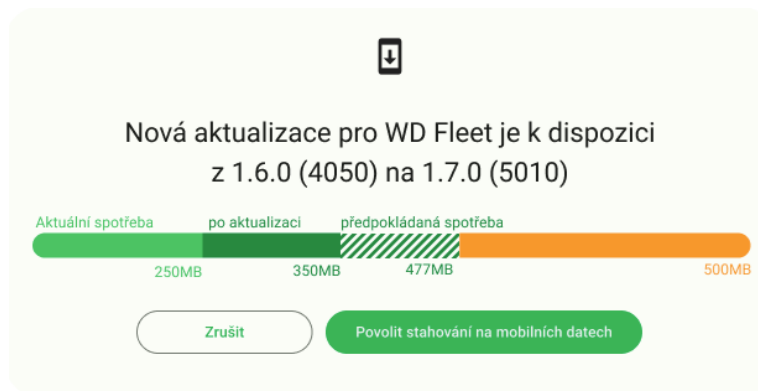 Nová aktualizace pro WD Fleet je k dispozici
z 1.6.0 (4050) na 1.7.0 (5010)
Aktuální spotřeba po aktualizaci předpokládaná spotřeba
250MB 350MB 477MB 500MB
Zrušit Povolit stahování na mobilních datech